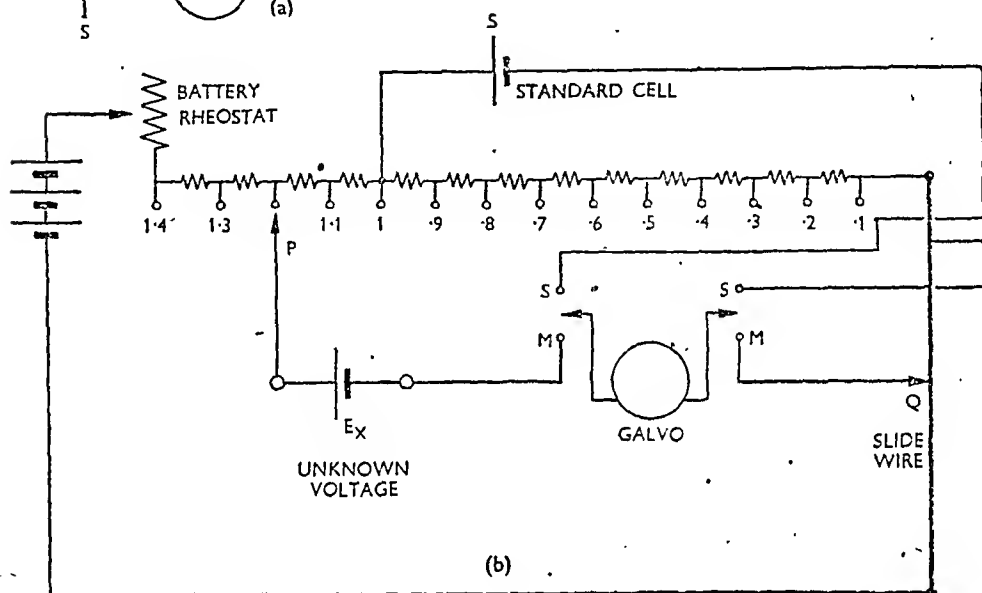 S
(a)
S
BATTERY
RHEOSTAT
STANDARD CELL
1·4 1·3 1·1 1 ·9 ·8 ·7 ·6 ·5 ·4 ·3 ·2 ·1
P
S S
M M
Q
E_X
GALVO
SLIDE
WIRE
UNKNOWN
VOLTAGE
(b)